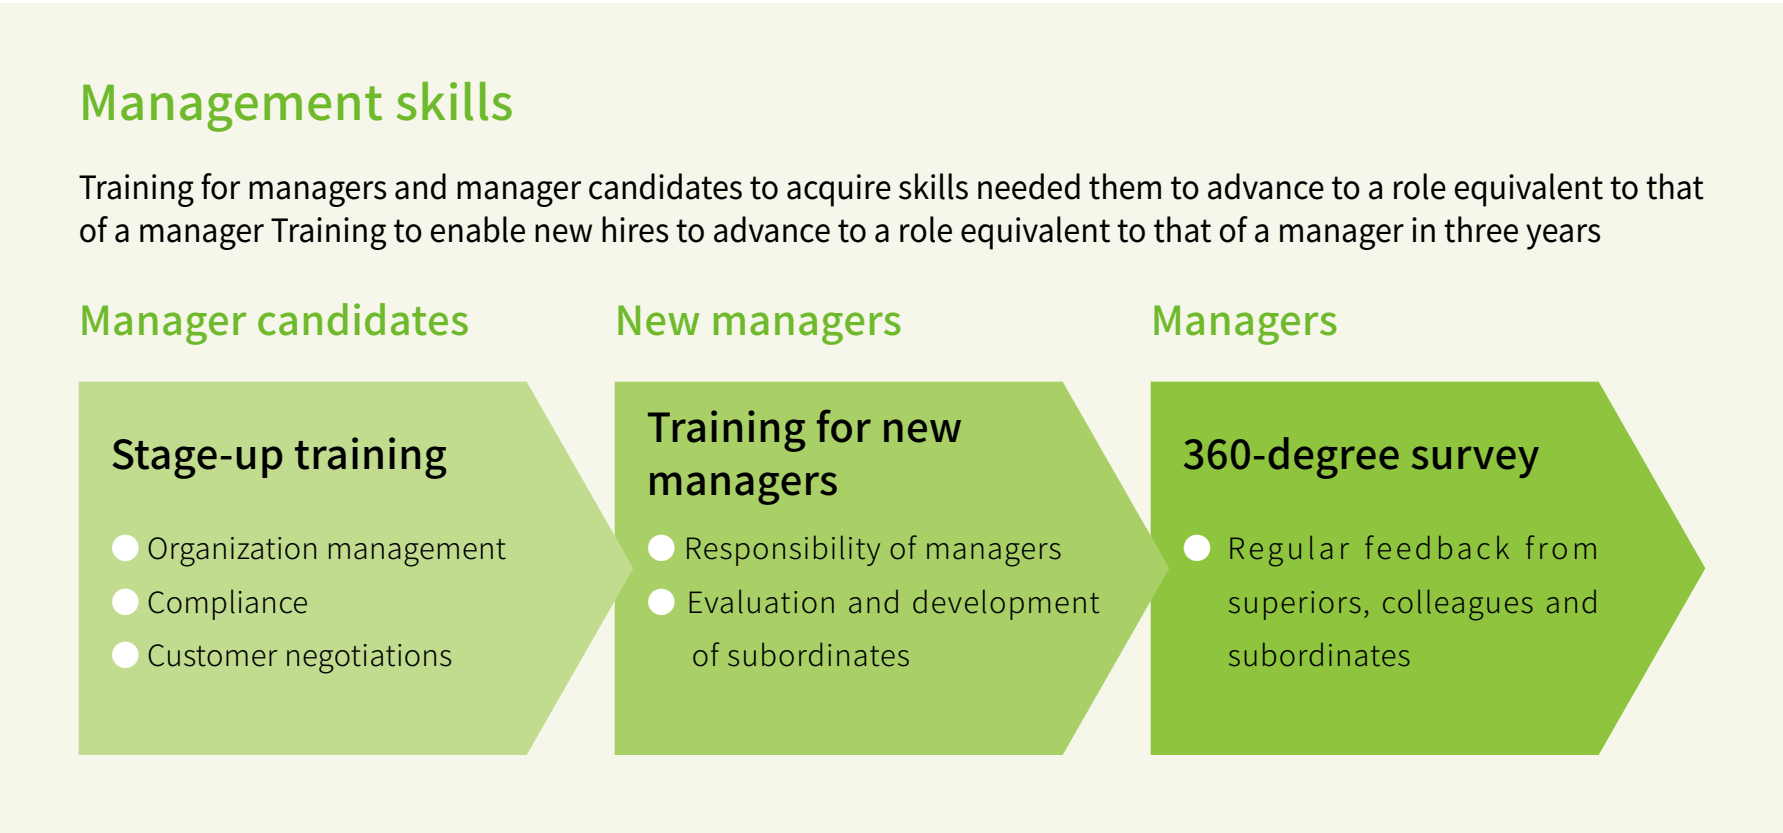 Management skills
Training for managers and manager candidates to acquire skills needed them to advance to a role equivalent to that
of a manager Training to enable new hires to advance to a role equivalent to that of a manager in three years
Manager candidates
Stage-up training
Organization management
Compliance
Customer negotiations
New managers
Training for new
managers
Responsibility of managers
Evaluation and development
of subordinates
Managers
360-degree survey
Regular feedback from
superiors, colleagues and
subordinates